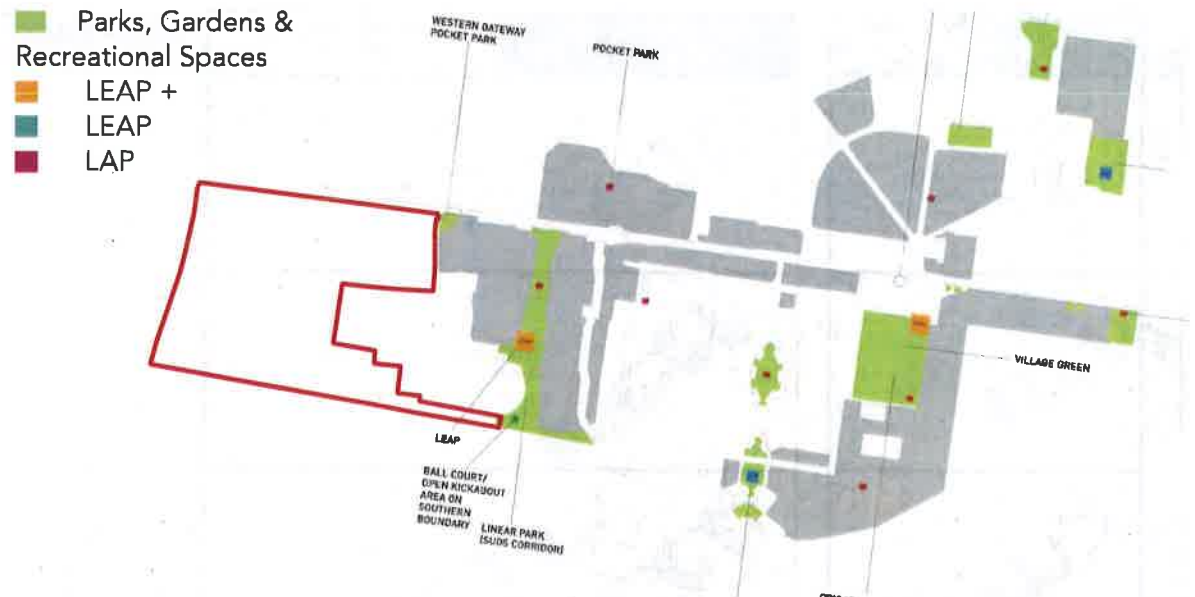 Parks, Gardens &
Recreational Spaces
LEAP +
LEAP
LAP
WESTERN GATEWAY
POCKET PARK
POCKET PARK
VILLAGE GREEN
LEAP
BALL COURT/
OPEN KICKABOUT
AREA ON
SOUTHERN
BOUNDARY
LINEAR PARK
(SUDS CORRIDOR)